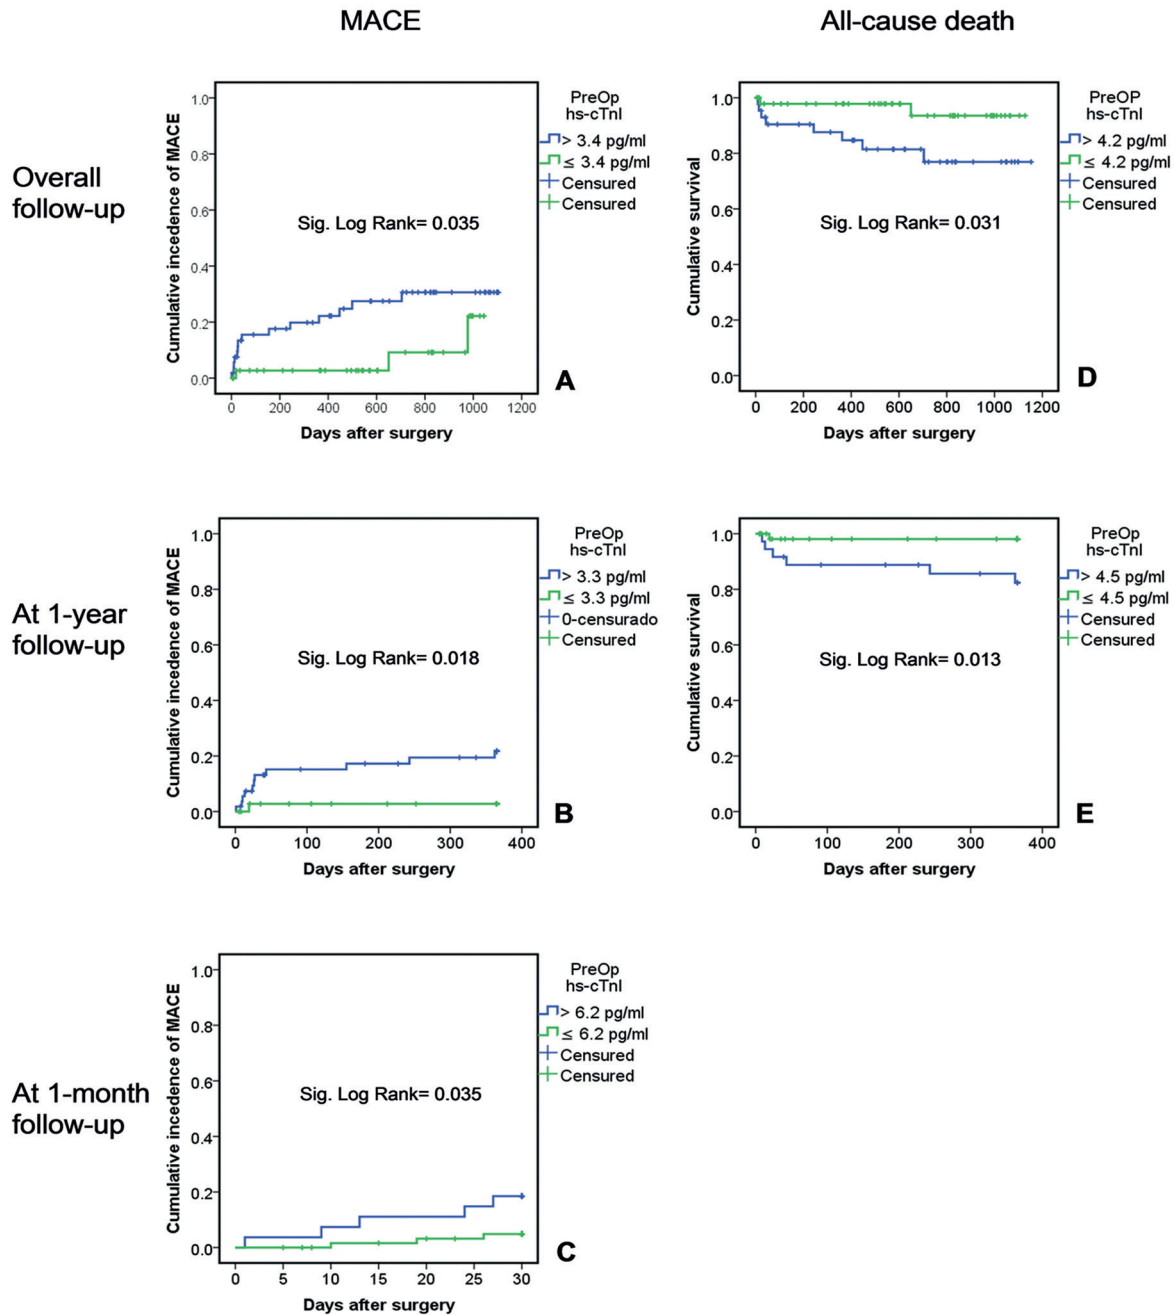 MACE
All-cause death
Overall
follow-up
Cumulative incedence of MACE
1.0
0.8
0.6
0.4
0.2
0.0
0 200 400 600 800 1000 1200
Days after surgery
Sig. Log Rank= 0.035
PreOp
hs-cTnI
> 3.4 pg/ml
≤ 3.4 pg/ml
Censured
Censured
A
Cumulative survival
1.0
0.8
0.6
0.4
0.2
0.0
0 200 400 600 800 1000 1200
Days after surgery
Sig. Log Rank= 0.031
PreOP
hs-cTnI
> 4.2 pg/ml
≤ 4.2 pg/ml
Censured
Censured
D
At 1-year
follow-up
Cumulative incedence of MACE
1.0
0.8
0.6
0.4
0.2
0.0
0 100 200 300 400
Days after surgery
Sig. Log Rank= 0.018
PreOp
hs-cTnI
> 3.3 pg/ml
≤ 3.3 pg/ml
0-censurado
Censured
B
Cumulative survival
1.0
0.8
0.6
0.4
0.2
0.0
0 100 200 300 400
Days after surgery
Sig. Log Rank= 0.013
PreOp
hs-cTnI
> 4.5 pg/ml
≤ 4.5 pg/ml
Censured
Censured
E
At 1-month
follow-up
Cumulative incedence of MACE
1.0
0.8
0.6
0.4
0.2
0.0
0 5 10 15 20 25 30
Days after surgery
Sig. Log Rank= 0.035
PreOp
hs-cTnI
> 6.2 pg/ml
≤ 6.2 pg/ml
Censured
Censured
C